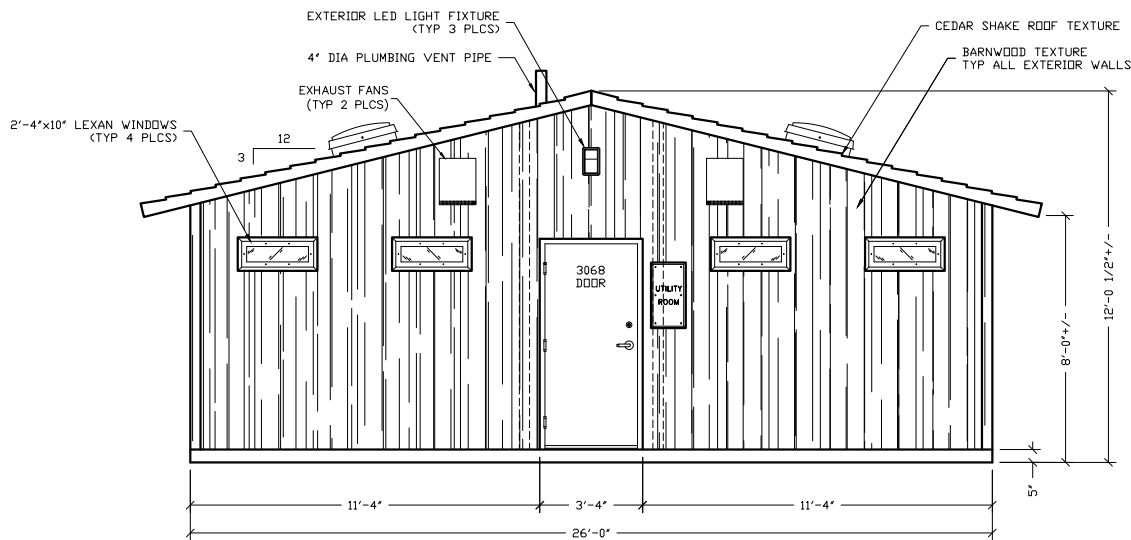 EXTERIOR LED LIGHT FIXTURE
(TYP 3 PLCS)
CEDAR SHAKE ROOF TEXTURE
4" DIA PLUMBING VENT PIPE
BARNWOOD TEXTURE
TYP ALL EXTERIOR WALLS
EXHAUST FANS
(TYP 2 PLCS)
2'-4"x10" LEXAN WINDOWS
(TYP 4 PLCS)
12
3
3068
DOOR
UTILITY
ROOM
12'-0 1/2"+/-
8'-0"+/-
5"
11'-4"
3'-4"
11'-4"
26'-0"